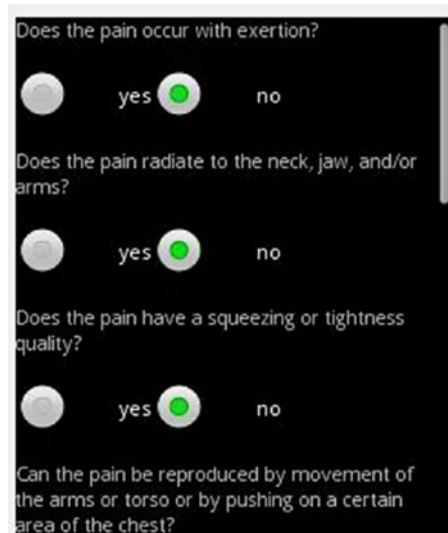 Does the pain occur with exertion?
yes no
Does the pain radiate to the neck, jaw, and/or
arms?
yes no
Does the pain have a squeezing or tightness
quality?
yes no
Can the pain be reproduced by movement of
the arms or torso or by pushing on a certain
area of the chest?